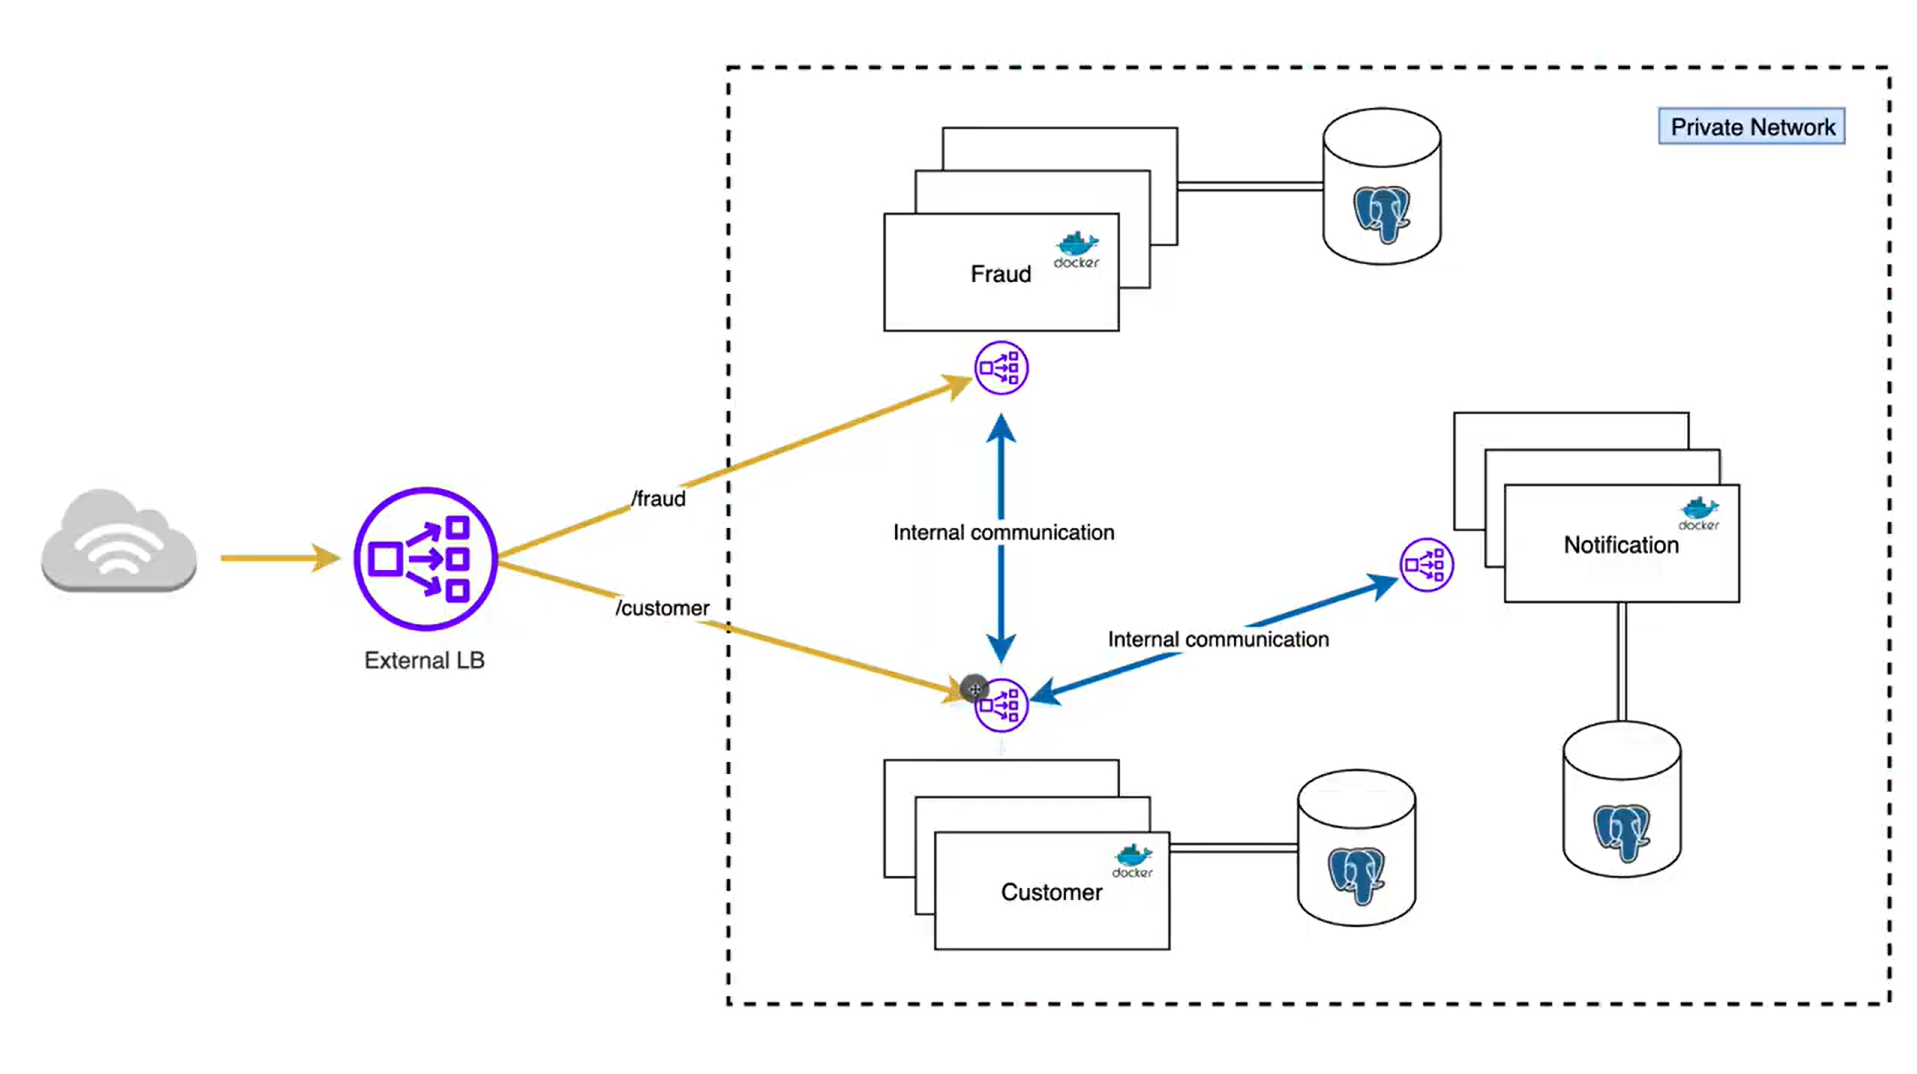 Private Network
docker
Fraud
/fraud
Internal communication
docker
Notification
/customer
Internal communication
External LB
docker
Customer